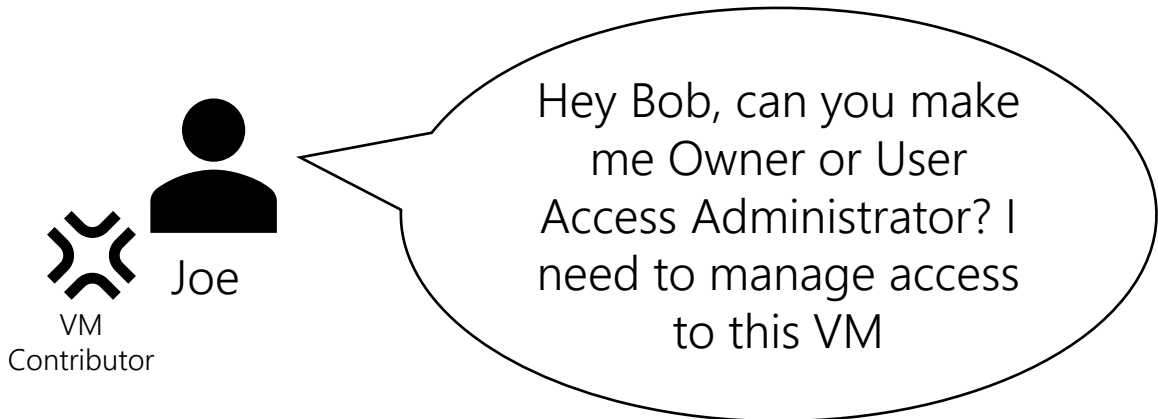 Hey Bob, can you make
me Owner or User
Access Administrator? I
need to manage access
to this VM
Joe
VM
Contributor